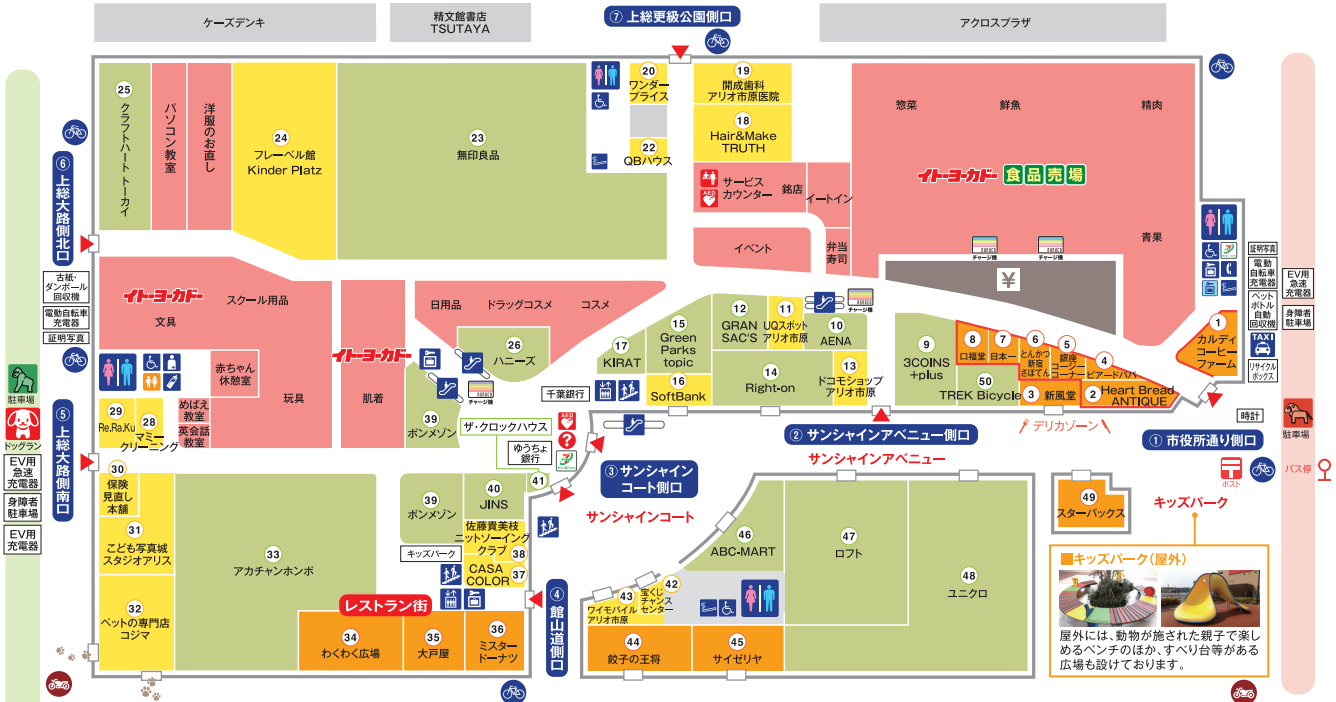 ケーズデンキ
精文館書店
TSUTAYA
⑦ 上総更級公園側口
アクロスプラザ
25
クラフトハート トーカイ
パソコン教室
洋服のお直し
24
フレーベル館
Kinder Platz
23
無印良品
20
ワンダー
プライス
22
QBハウス
19
開成歯科
アリオ市原医院
18
Hair&Make
TRUTH
AED
サービス
カウンター
銘店
イートイン
イベント
弁当
寿司
惣菜
鮮魚
精肉
イトーヨーカドー 食品売場
青果
チャージ機
チャージ機
¥
証明写真
電動
自転車
充電器
ペット
ボトル
自動
回収機
TAXI
リサイクル
ボックス
時計
EV用
急速
充電器
身障者
駐車場
駐車場
バス停
ポスト
⑥ 上総大路側北口
古紙・
ダンボール
回収機
電動自転車
充電器
証明写真
駐車場
ドッグラン
EV用
急速
充電器
身障者
駐車場
EV用
充電器
⑤ 上総大路側南口
イトーヨーカドー
スクール用品
文具
赤ちゃん
休憩室
めばえ
教室
英会話
教室
玩具
イトーヨーカドー
肌着
日用品
ドラッグコスメ
コスメ
26
ハニーズ
チャージ機
39
ボンメゾン
17
KIRAT
15
Green
Parks
topic
16
SoftBank
12
GRAN
SAC'S
11
UQスポット
アリオ市原
チャージ機
10
AENA
14
Right-on
13
ドコモショップ
アリオ市原
9
3COINS
+plus
8
口福堂
7
日本一
6
とんかつ
新宿
さぼてん
5
銀座
コージー
コーナー
4
ビアードパパ
50
TREK Bicycle
3
新風堂
2
Heart Bread
ANTIQUE
1
カルディ
コーヒー
ファーム
デリカゾーン
① 市役所通り側口
② サンシャインアベニュー側口
サンシャインアベニュー
千葉銀行
ザ・クロックハウス
ゆうちょ
銀行
AED
41
③ サンシャイン
コート側口
サンシャインコート
29
Re.Ra.Ku
28
マミー
クリーニング
30
保険
見直し
本舗
31
こども写真城
スタジオアリス
32
ペットの専門店
コジマ
33
アカチャンホンポ
39
ボンメゾン
40
JINS
佐藤貴美枝
ニットソーイング
クラブ
38
キッズパーク
CASA
COLOR
37
レストラン街
34
わくわく広場
35
大戸屋
36
ミスター
ドーナツ
④ 館山道側口
46
ABC-MART
47
ロフト
48
ユニクロ
43
ワイモバイル
アリオ市原
42
宝くじ
チャンス
センター
44
餃子の王将
45
サイゼリヤ
49
スターバックス
キッズパーク
■キッズパーク(屋外)
屋外には、動物が施された親子で楽し
めるベンチのほか、すべり台等がある
広場も設けております。